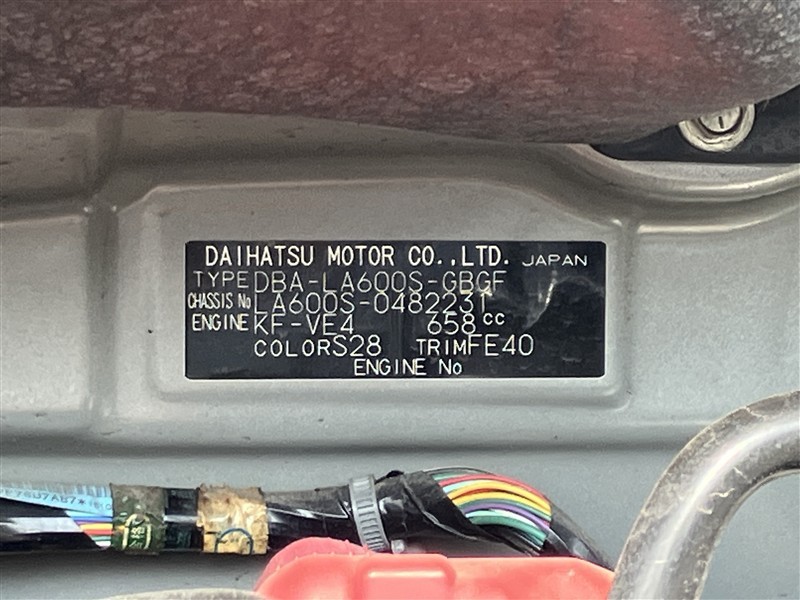 DAIHATSU MOTOR CO.,LTD. JAPAN
TYPE DBA-LA600S-GBGF
CHASSIS No LA600S-0482231
ENGINE KF-VE4 658 cc
COLOR S28 TRIM FE40
ENGINE No